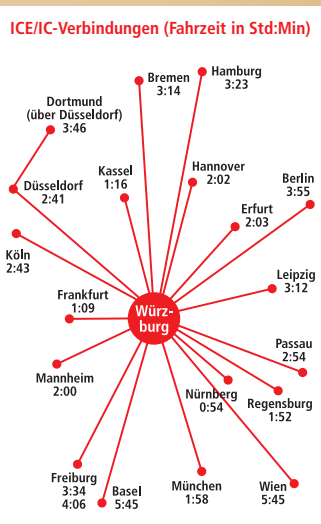 ICE/IC-Verbindungen (Fahrzeit in Std:Min)
Bremen
3:14
Hamburg
3:23
Dortmund
(über Düsseldorf)
3:46
Kassel
1:16
Hannover
2:02
Berlin
3:55
Düsseldorf
2:41
Erfurt
2:03
Köln
2:43
Leipzig
3:12
Frankfurt
1:09
Würz-
burg
Passau
2:54
Mannheim
2:00
Nürnberg
0:54
Regensburg
1:52
Freiburg
3:34
4:06
Basel
5:45
München
1:58
Wien
5:45